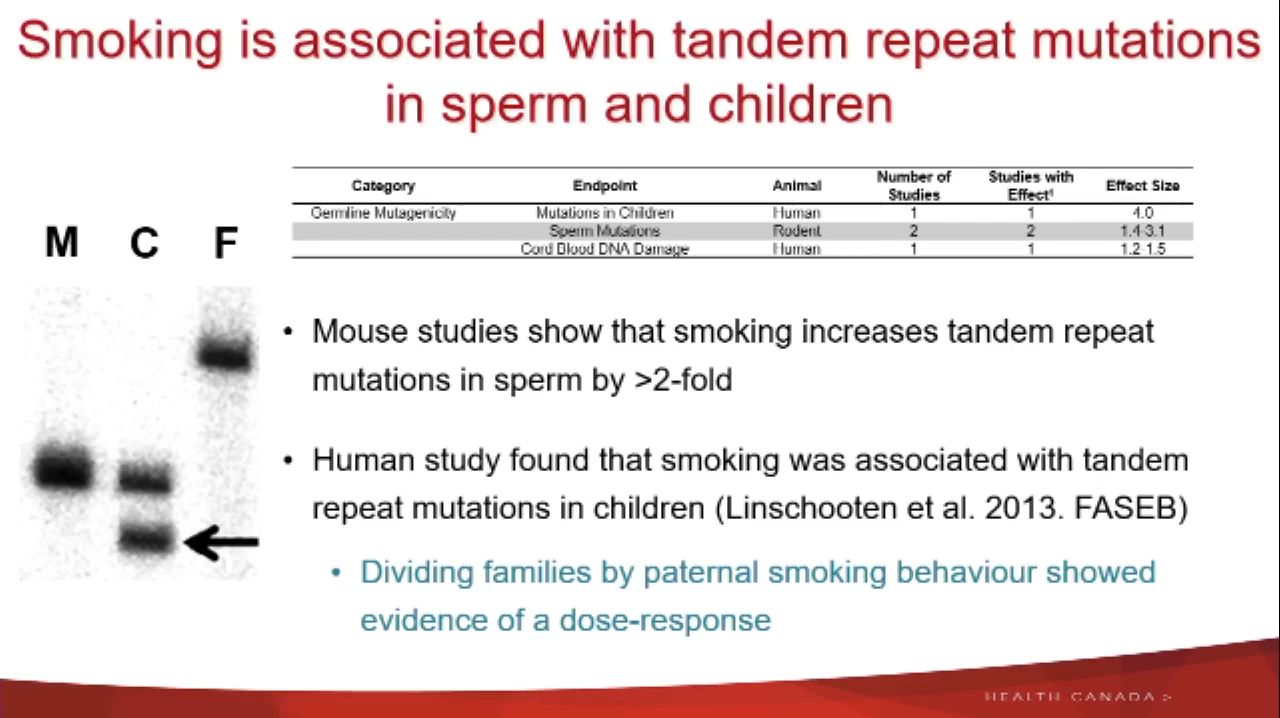 Smoking is associated with tandem repeat mutations
in sperm and children
Category Endpoint Animal Number of Studies Studies with Effect¹ Effect Size
Germline Mutagenicity Mutations in Children Human 1 1 4.0
Sperm Mutations Rodent 2 2 1.4-3.1
Cord Blood DNA Damage Human 1 1 1.2-1.5
M C F
• Mouse studies show that smoking increases tandem repeat
mutations in sperm by >2-fold
• Human study found that smoking was associated with tandem
repeat mutations in children (Linschooten et al. 2013. FASEB)
• Dividing families by paternal smoking behaviour showed
evidence of a dose-response
HEALTH CANADA >